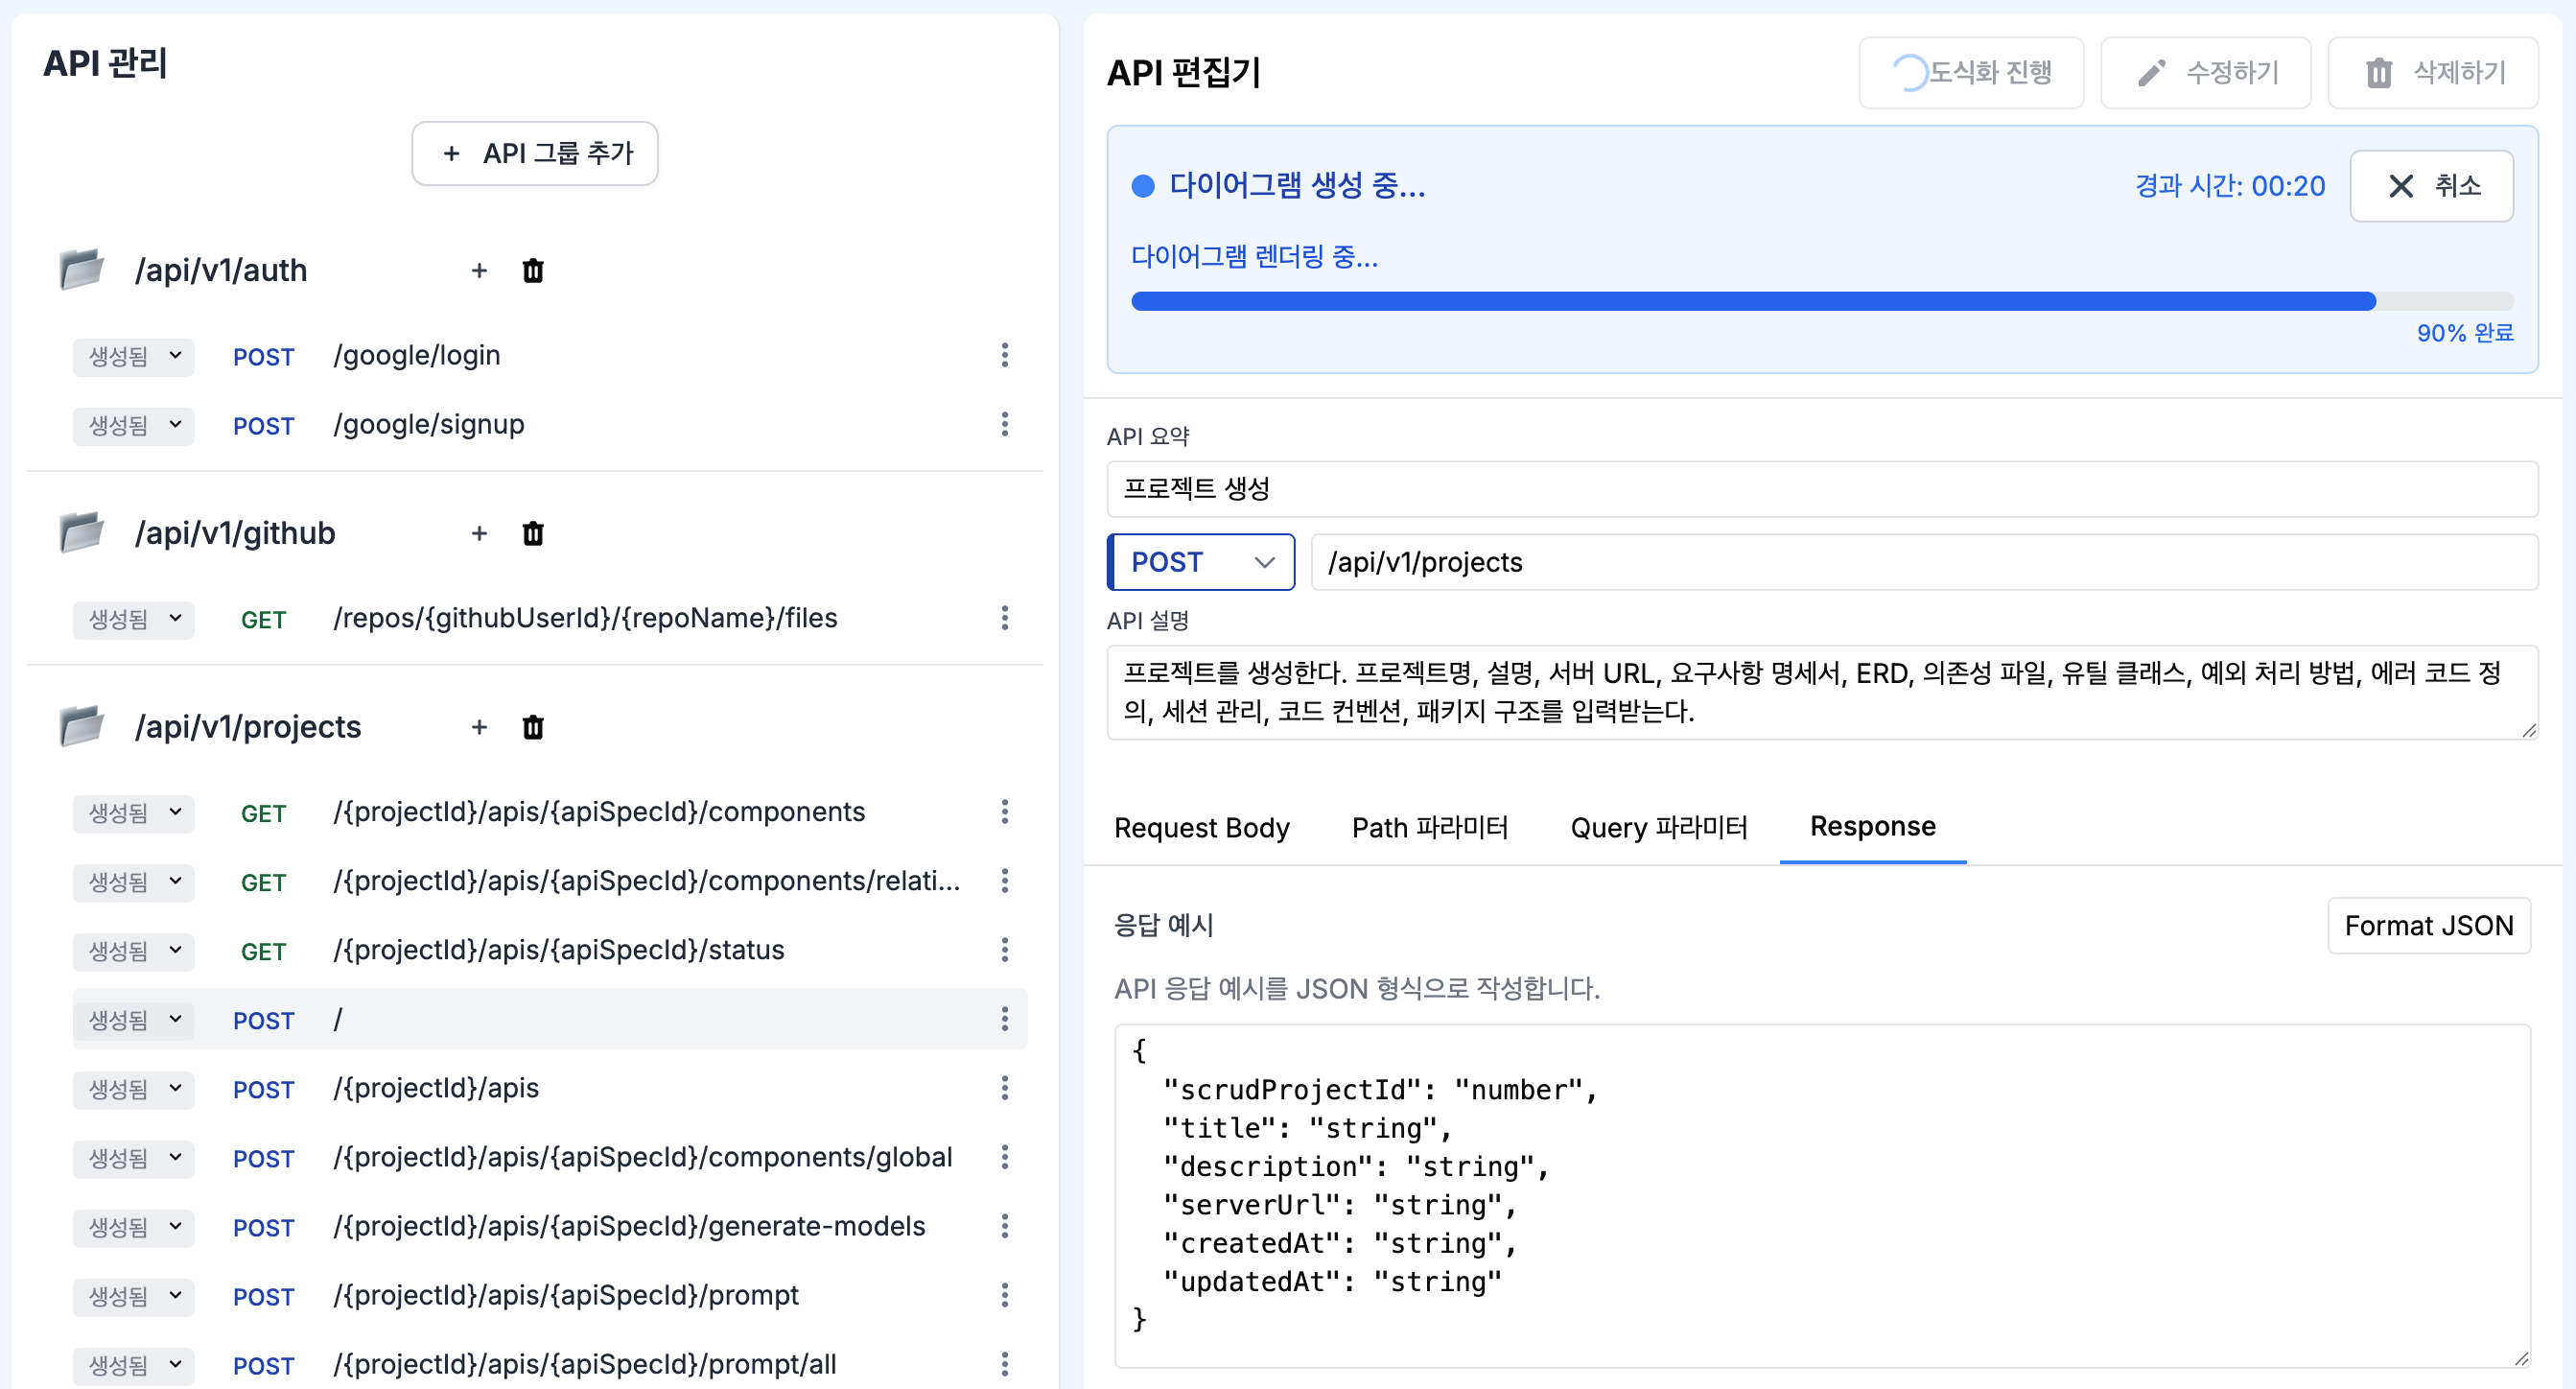 API 관리
+ API 그룹 추가
/api/v1/auth +
생성됨 POST /google/login
생성됨 POST /google/signup
/api/v1/github +
생성됨 GET /repos/{githubUserId}/{repoName}/files
/api/v1/projects +
생성됨 GET /{projectId}/apis/{apiSpecId}/components
생성됨 GET /{projectId}/apis/{apiSpecId}/components/relati...
생성됨 GET /{projectId}/apis/{apiSpecId}/status
생성됨 POST /
생성됨 POST /{projectId}/apis
생성됨 POST /{projectId}/apis/{apiSpecId}/components/global
생성됨 POST /{projectId}/apis/{apiSpecId}/generate-models
생성됨 POST /{projectId}/apis/{apiSpecId}/prompt
생성됨 POST /{projectId}/apis/{apiSpecId}/prompt/all
API 편집기 도식화 진행 수정하기 삭제하기
다이어그램 생성 중... 경과 시간: 00:20 취소
다이어그램 렌더링 중...
90% 완료
API 요약
프로젝트 생성
POST /api/v1/projects
API 설명
프로젝트를 생성한다. 프로젝트명, 설명, 서버 URL, 요구사항 명세서, ERD, 의존성 파일, 유틸 클래스, 예외 처리 방법, 에러 코드 정
의, 세션 관리, 코드 컨벤션, 패키지 구조를 입력받는다.
Request Body Path 파라미터 Query 파라미터 Response
응답 예시 Format JSON
API 응답 예시를 JSON 형식으로 작성합니다.
{
"scrudProjectId": "number",
"title": "string",
"description": "string",
"serverUrl": "string",
"createdAt": "string",
"updatedAt": "string"
}